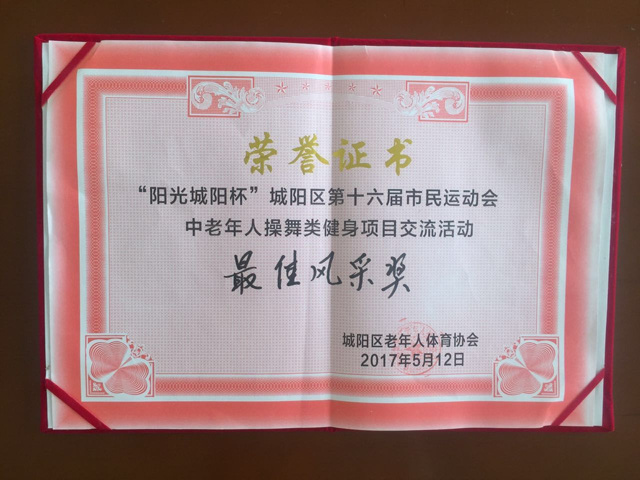 荣誉证书
“阳光城阳杯”城阳区第十六届市民运动会
中老年人操舞类健身项目交流活动
最佳风采奖
城阳区老年人体育协会
2017年5月12日